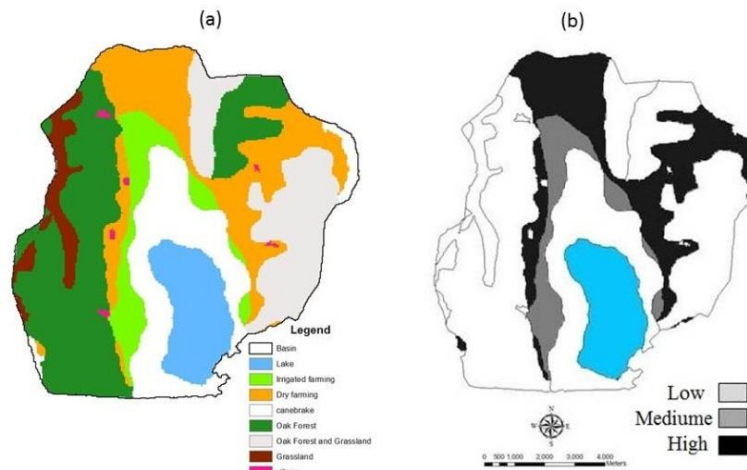 (a)
(b)
Legend
Basin
Lake
Irrigated farming
Dry farming
canebrake
Oak Forest
Oak Forest and Grassland
Grassland
N
W E
S
0 500 1,000 2,000 3,000 4,000
Meters
Low
Mediume
High